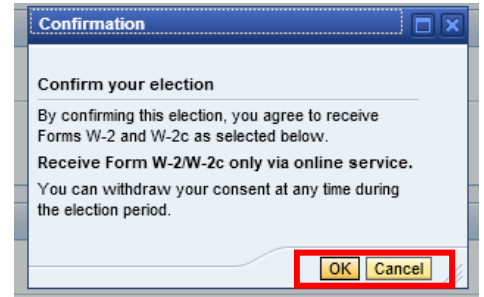 Confirmation
Confirm your election
By confirming this election, you agree to receive
Forms W-2 and W-2c as selected below.
Receive Form W-2/W-2c only via online service.
You can withdraw your consent at any time during
the election period.
OK Cancel